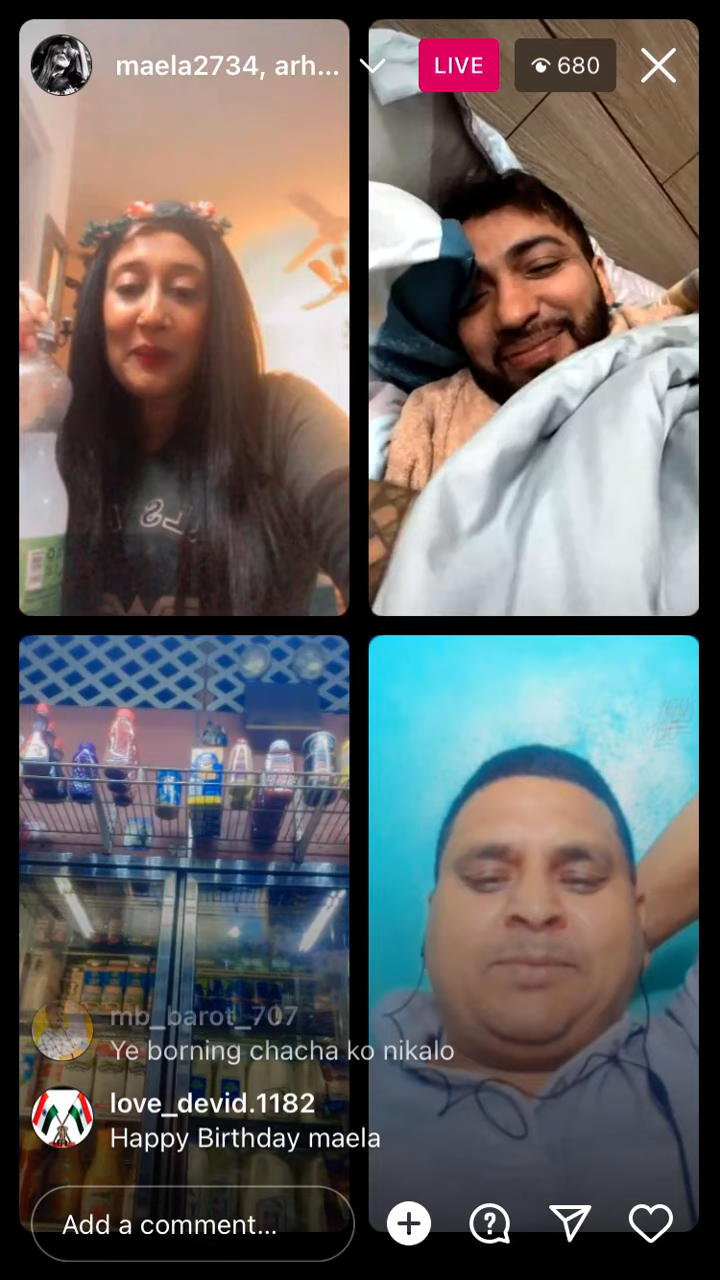 maela2734, arh...
LIVE
680
mb_barot_707
Ye borning chacha ko nikalo
love_devid.1182
Happy Birthday maela
Add a comment...